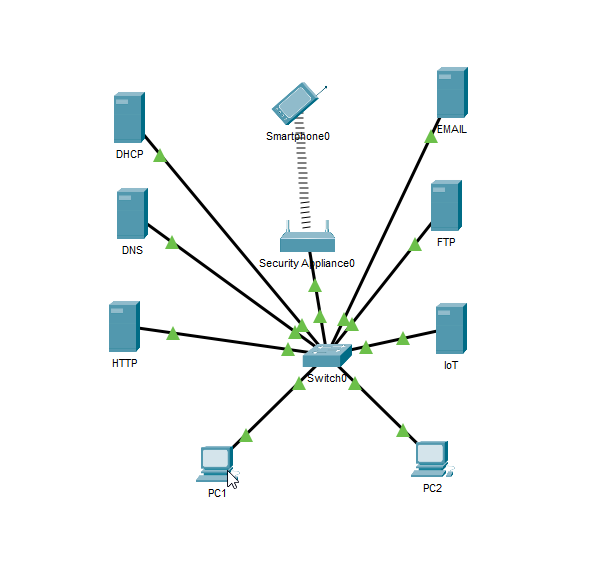 EMAIL
Smartphone0
DHCP
FTP
DNS
Security Appliance0
HTTP
IoT
Switch0
PC1
PC2